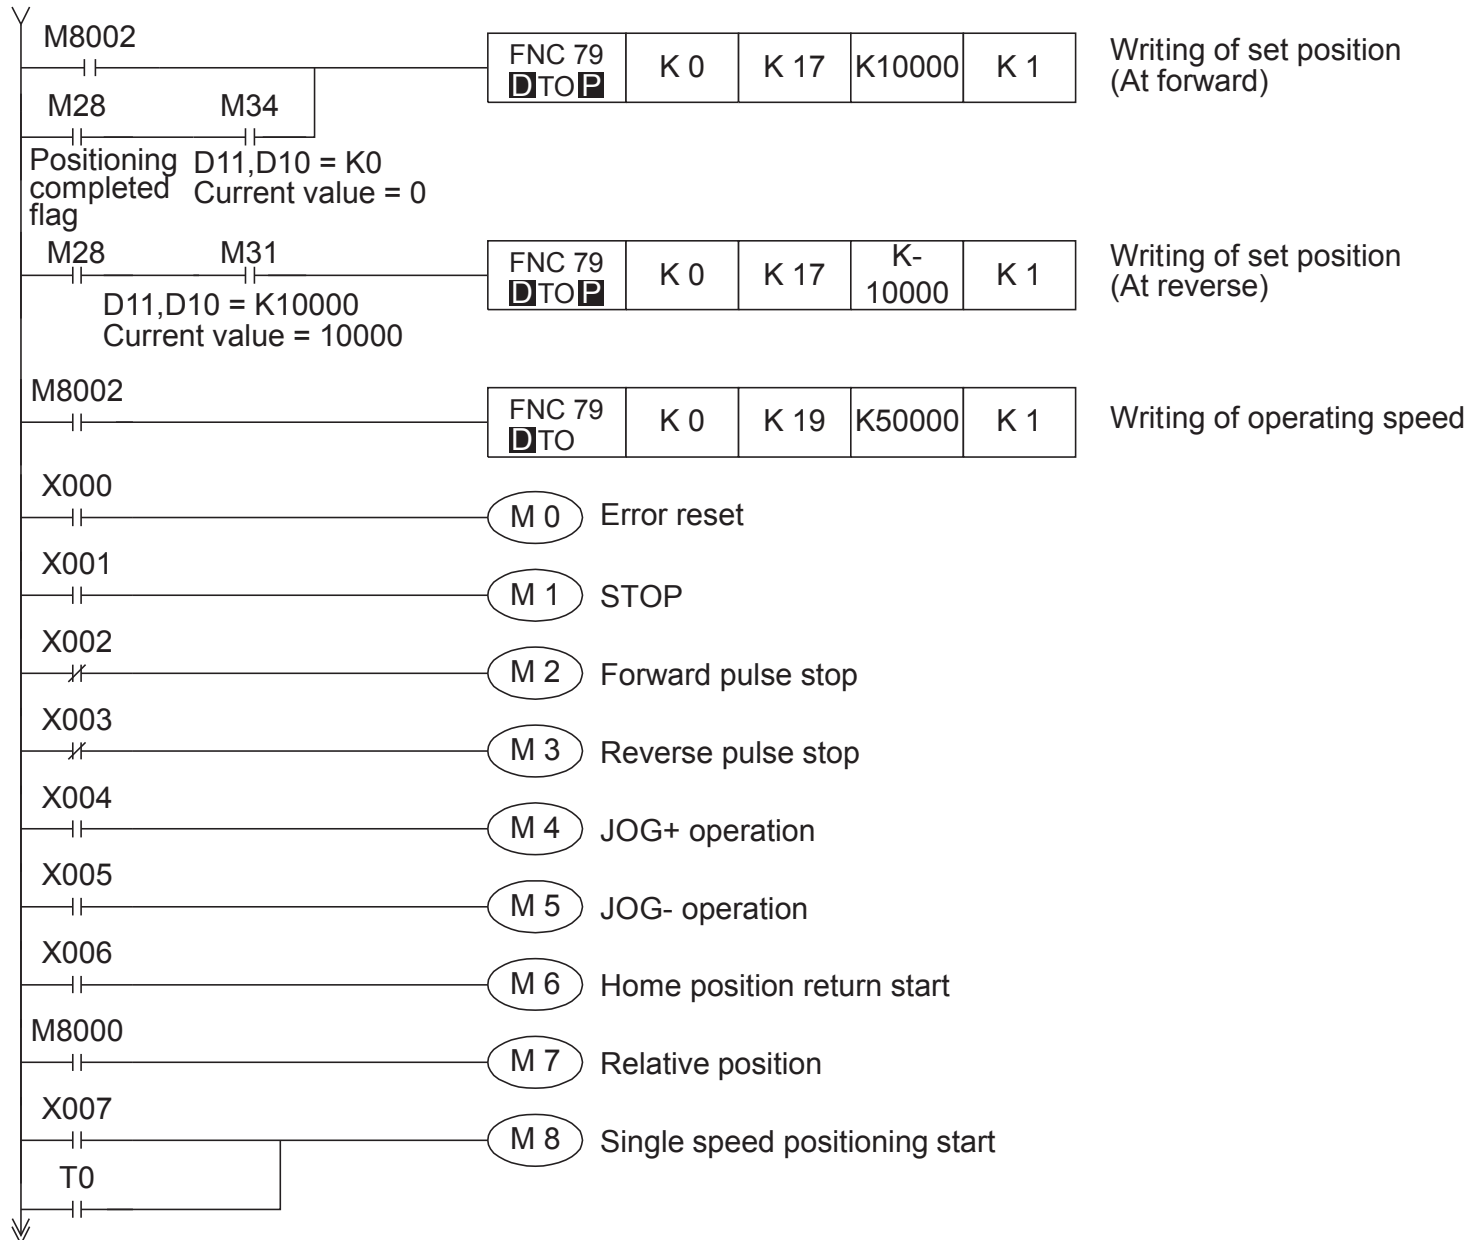 M8002
FNC 79
DTOP
K 0
K 17
K10000
K 1
Writing of set position
(At forward)
M28
M34
Positioning
completed
flag
D11,D10 = K0
Current value = 0
M28
M31
D11,D10 = K10000
Current value = 10000
FNC 79
DTOP
K 0
K 17
K-
10000
K 1
Writing of set position
(At reverse)
M8002
FNC 79
DTO
K 0
K 19
K50000
K 1
Writing of operating speed
X000
M 0
Error reset
X001
M 1
STOP
X002
M 2
Forward pulse stop
X003
M 3
Reverse pulse stop
X004
M 4
JOG+ operation
X005
M 5
JOG- operation
X006
M 6
Home position return start
M8000
M 7
Relative position
X007
M 8
Single speed positioning start
T0